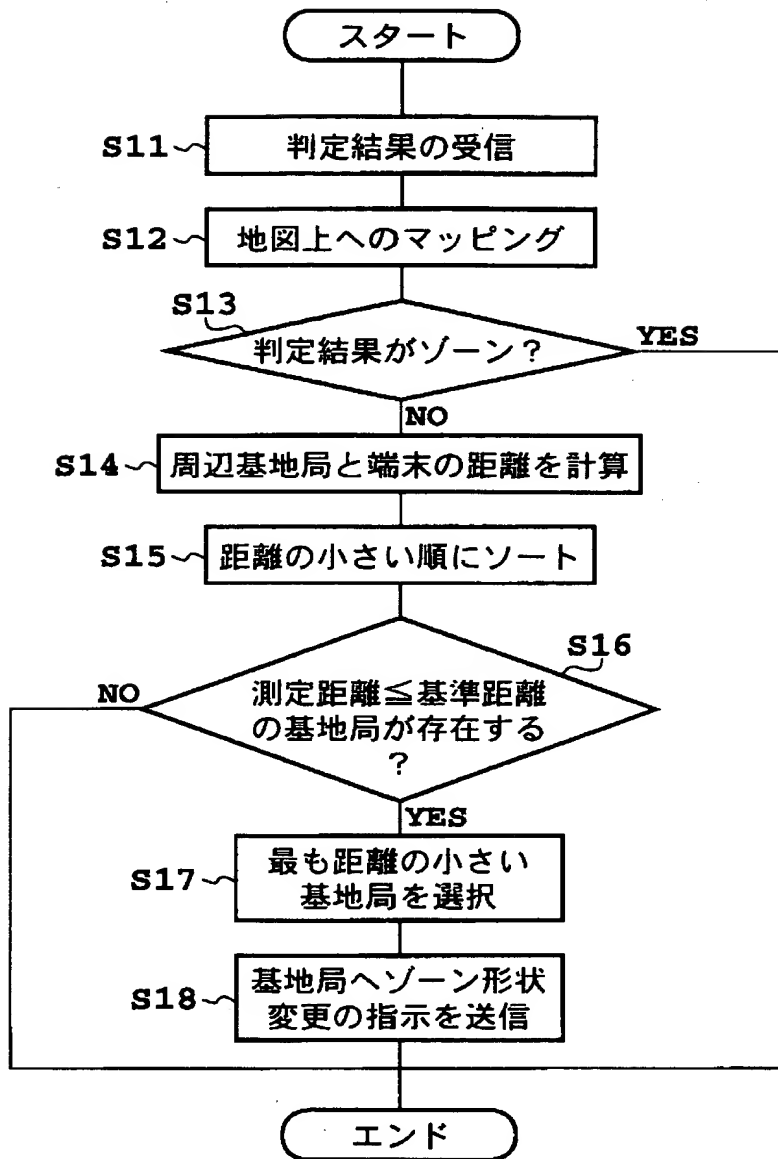 スタート
S11
判定結果の受信
S12
地図上へのマッピング
S13
判定結果がゾーン？
YES
NO
S14
周辺基地局と端末の距離を計算
S15
距離の小さい順にソート
S16
NO
測定距離≦基準距離
の基地局が存在する
？
YES
S17
最も距離の小さい
基地局を選択
S18
基地局へゾーン形状
変更の指示を送信
エンド